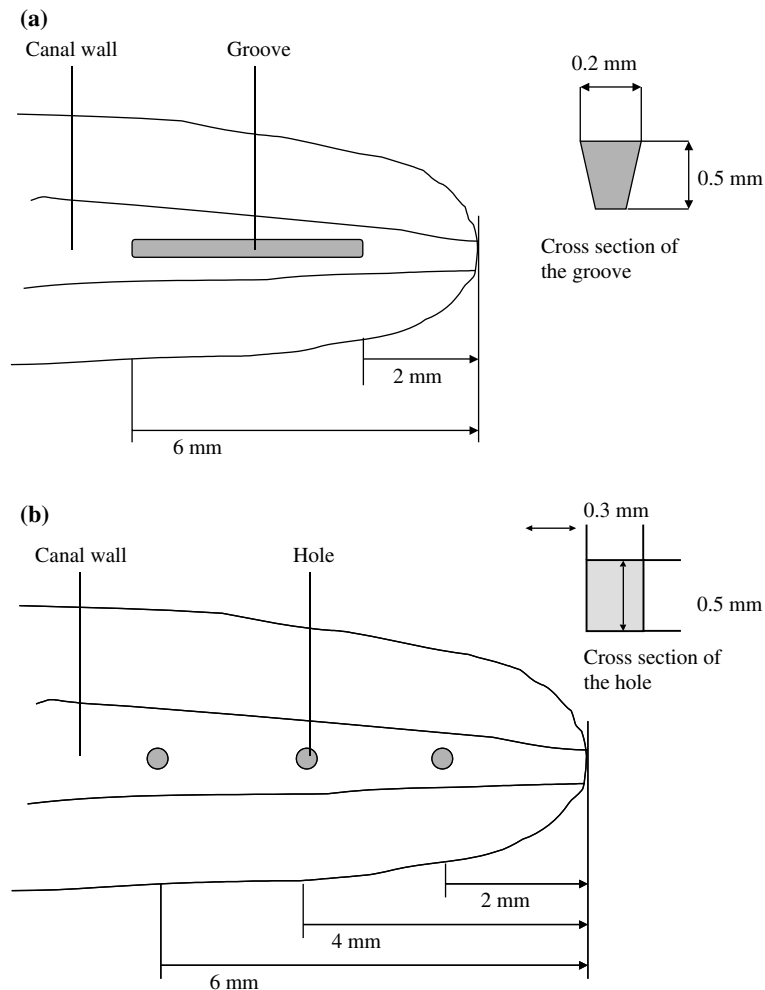 (a)
Canal wall
Groove
0.2 mm
0.5 mm
Cross section of
the groove
2 mm
6 mm
(b)
Canal wall
Hole
0.3 mm
0.5 mm
Cross section of
the hole
2 mm
4 mm
6 mm